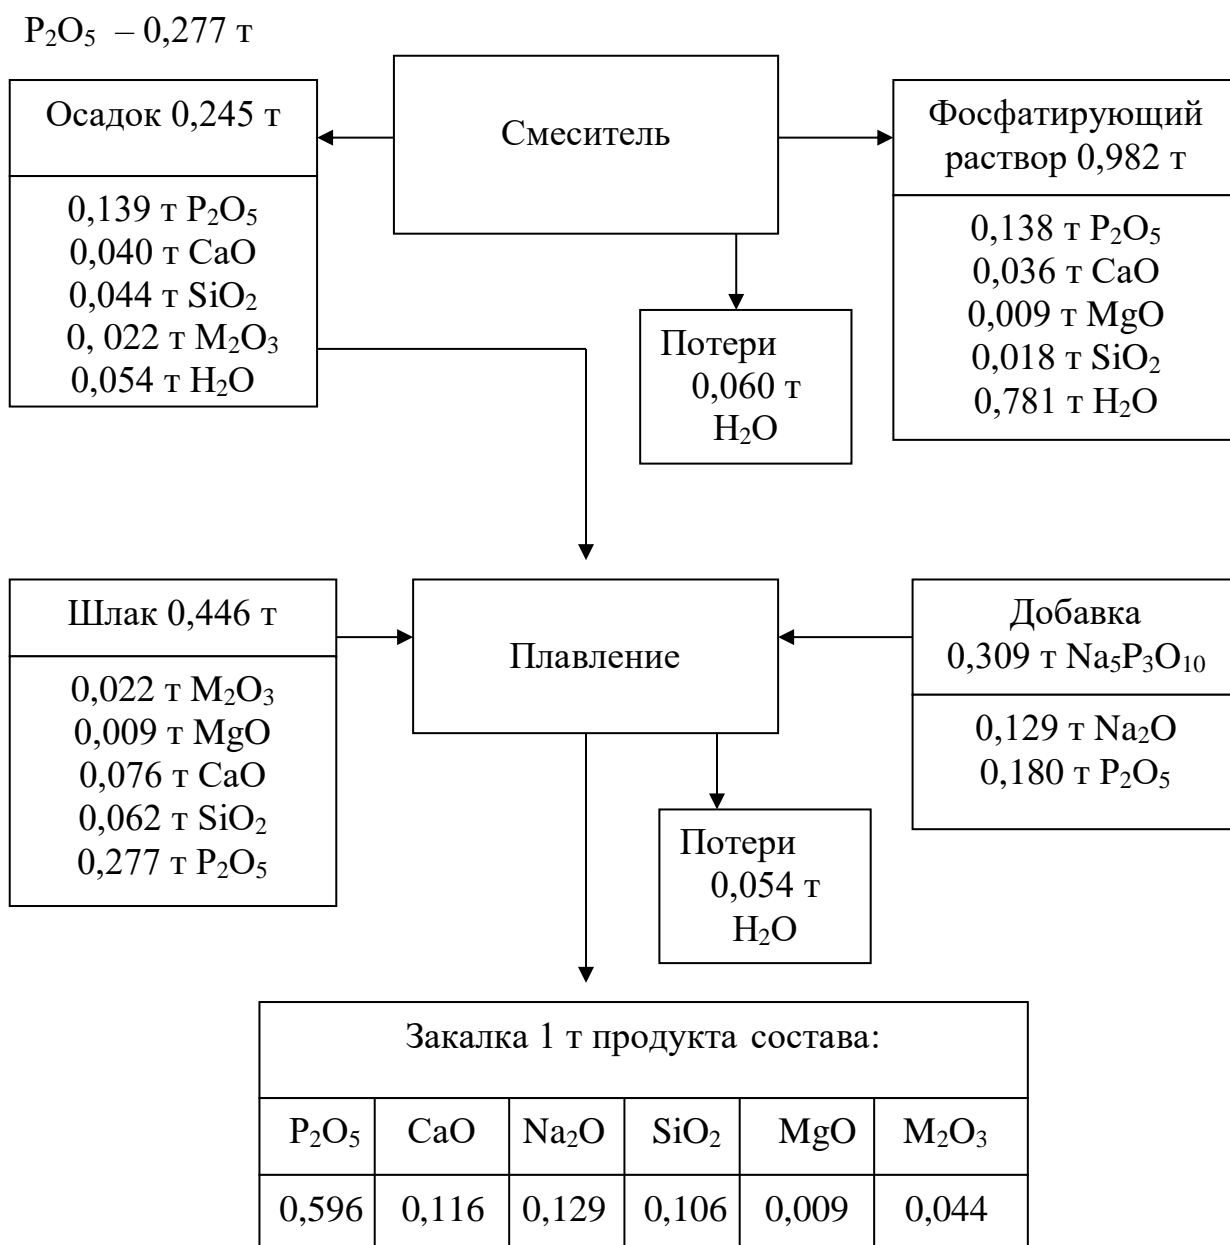 P₂O₅ – 0,277 т
Осадок 0,245 т
0,139 т P₂O₅
0,040 т CaO
0,044 т SiO₂
0, 022 т M₂O₃
0,054 т H₂O
Смеситель
Фосфатирующий
раствор 0,982 т
0,138 т P₂O₅
0,036 т CaO
0,009 т MgO
0,018 т SiO₂
0,781 т H₂O
Потери
0,060 т
H₂O
Шлак 0,446 т
0,022 т M₂O₃
0,009 т MgO
0,076 т CaO
0,062 т SiO₂
0,277 т P₂O₅
Плавление
Добавка
0,309 т Na₅P₃O₁₀
0,129 т Na₂O
0,180 т P₂O₅
Потери
0,054 т
H₂O
Закалка 1 т продукта состава:
P₂O₅ CaO Na₂O SiO₂ MgO M₂O₃
0,596 0,116 0,129 0,106 0,009 0,044